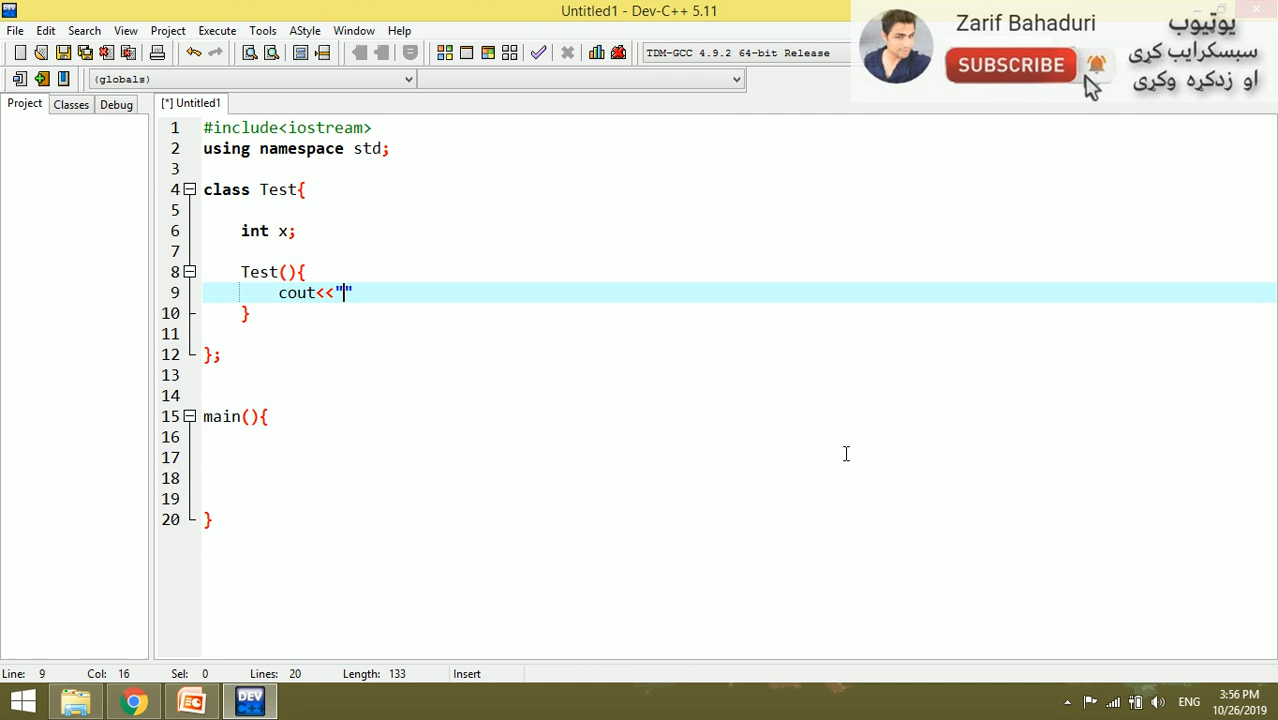 Untitled1 - Dev-C++ 5.11
File Edit Search View Project Execute Tools AStyle Window Help
TDM-GCC 4.9.2 64-bit Release
(globals)
Project Classes Debug [*] Untitled1
Zarif Bahaduri
SUBSCRIBE
یوټیوب
سبسکرایب کړی
او زدکړه وکړی
1 #include<iostream>
2 using namespace std;
3
4 class Test{
5
6 int x;
7
8 Test(){
9 cout<<""
10 }
11
12 };
13
14
15 main(){
16
17
18
19
20 }
Line: 9 Col: 16 Sel: 0 Lines: 20 Length: 133 Insert
DEV C++
ENG
3:56 PM
10/26/2019